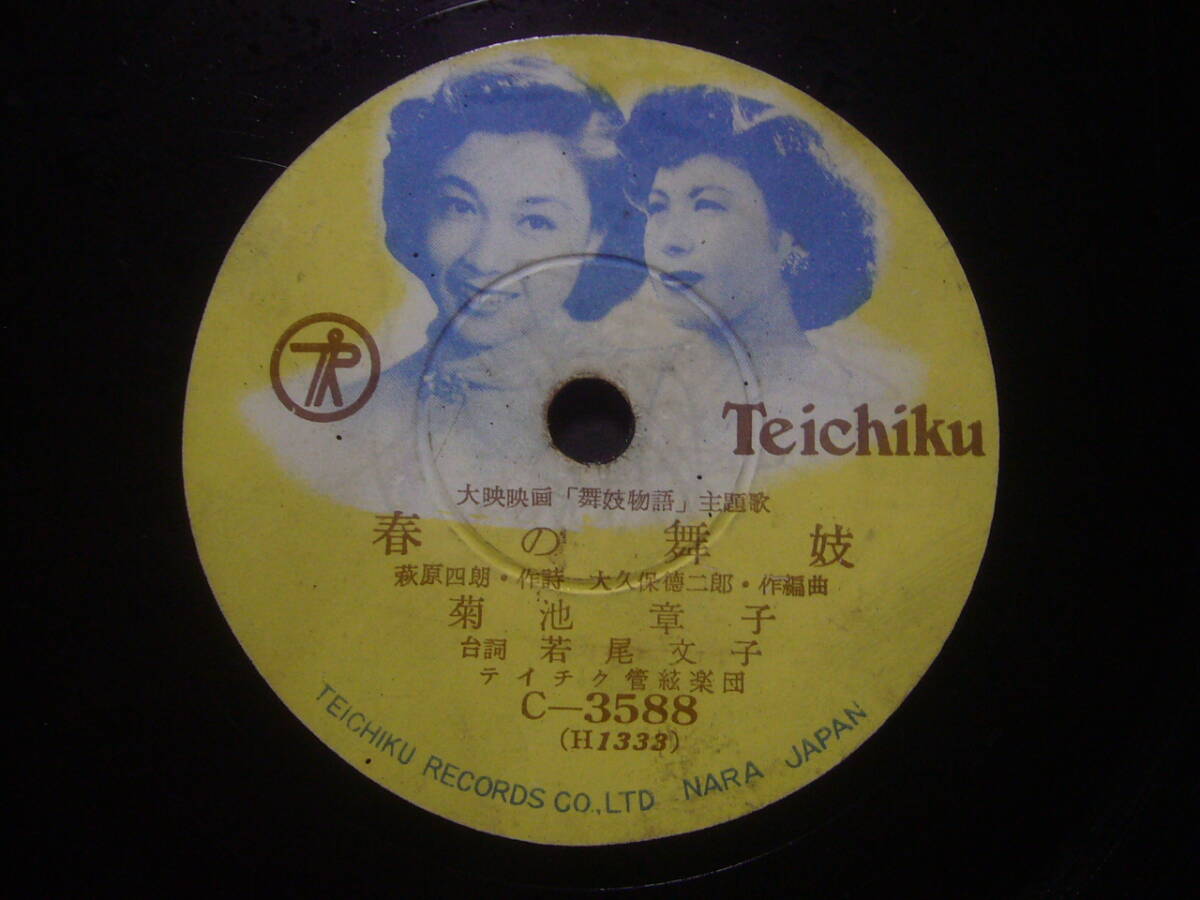 Teichiku
大映映画「舞妓物語」主題歌
春の舞妓
萩原四朗・作詩 大久保德二郎・作編曲
菊池章子
台詞 若尾文子
テイチク管絃楽団
C—3588
(H1333)
TEICHIKU RECORDS CO., LTD NARA JAPAN